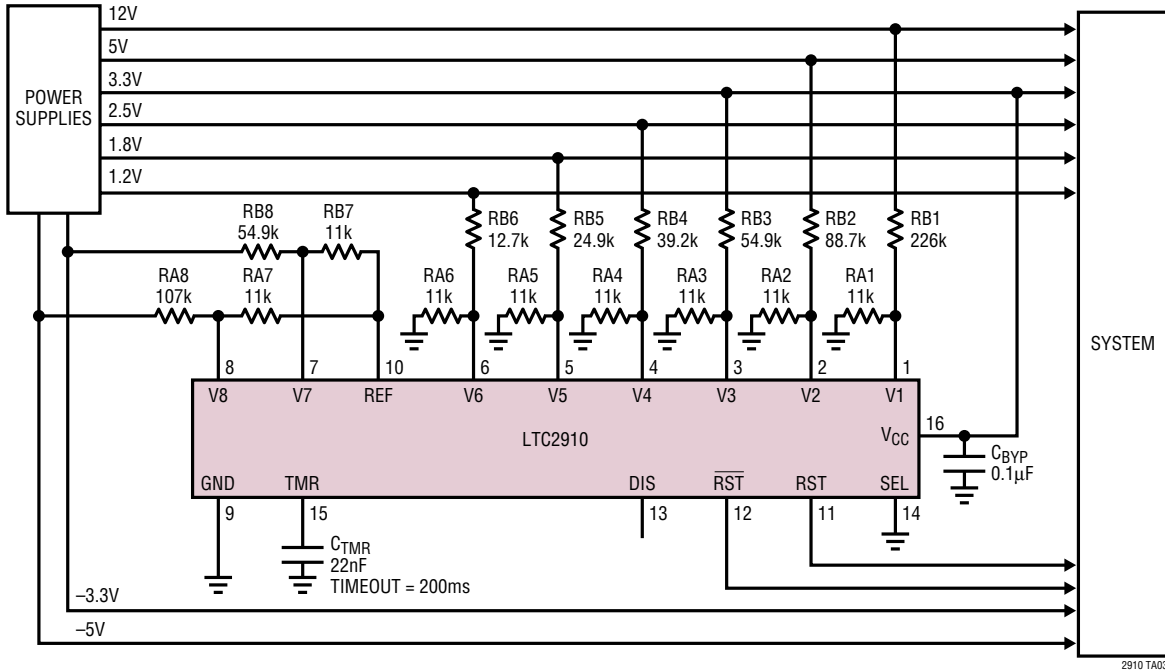 12V
5V
3.3V
2.5V
1.8V
1.2V
POWER
SUPPLIES
SYSTEM
RB8
54.9k
RB7
11k
RB6
12.7k
RB5
24.9k
RB4
39.2k
RB3
54.9k
RB2
88.7k
RB1
226k
RA8
107k
RA7
11k
RA6
11k
RA5
11k
RA4
11k
RA3
11k
RA2
11k
RA1
11k
8
7
10
6
5
4
3
2
1
V8
V7
REF
V6
V5
V4
V3
V2
V1
LTC2910
VCC
16
CBYP
0.1µF
GND
TMR
DIS
R̅S̅T̅
RST
SEL
9
15
13
12
11
14
CTMR
22nF
TIMEOUT = 200ms
–3.3V
–5V
2910 TA03